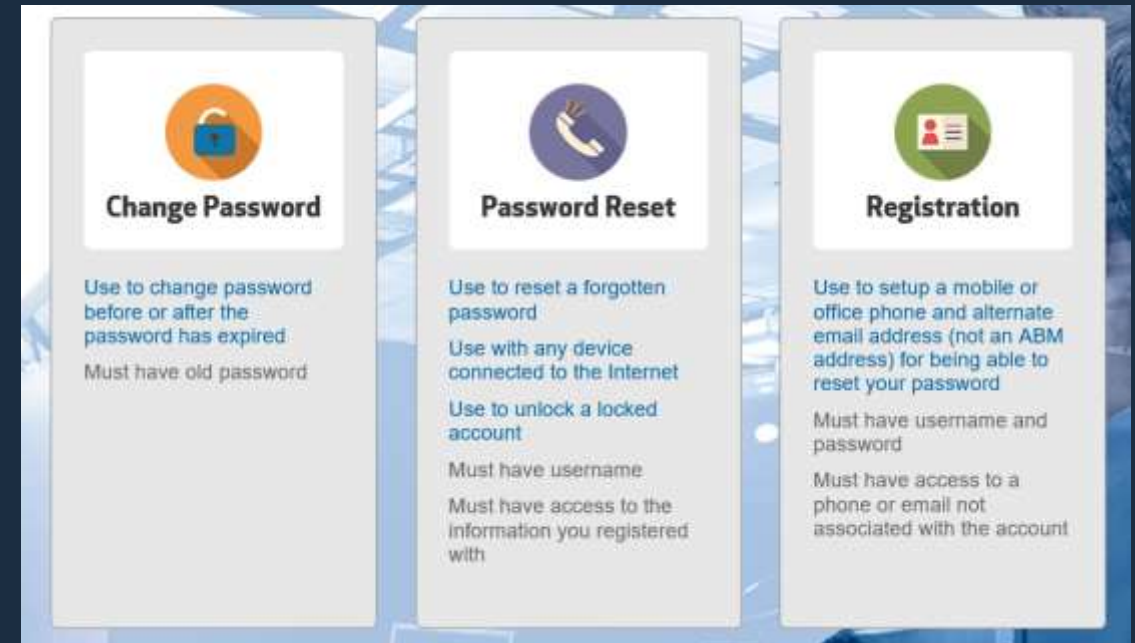 Change Password
Use to change password
before or after the
password has expired
Must have old password
Password Reset
Use to reset a forgotten
password
Use with any device
connected to the Internet
Use to unlock a locked
account
Must have username
Must have access to the
information you registered
with
Registration
Use to setup a mobile or
office phone and alternate
email address (not an ABM
address) for being able to
reset your password
Must have username and
password
Must have access to a
phone or email not
associated with the account